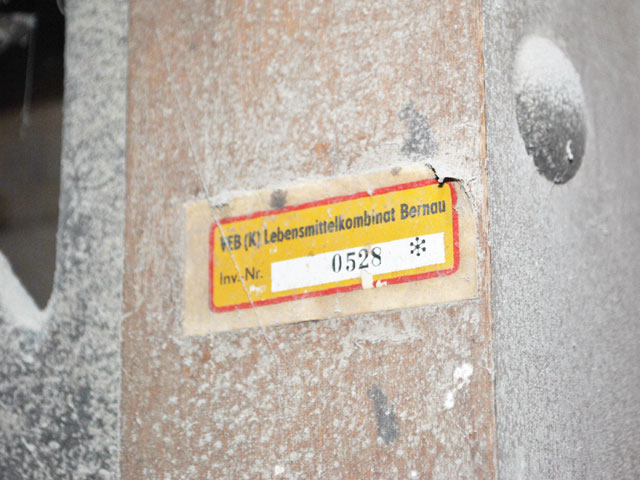 VEB (K) Lebensmittelkombinat Bernau
Inv.-Nr. 0528 *